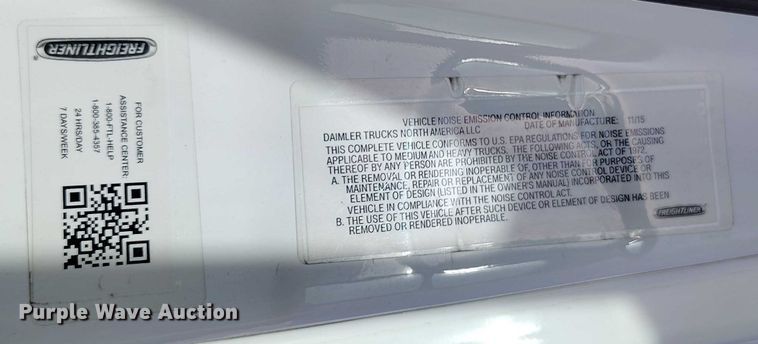 FREIGHTLINER
FOR CUSTOMER
ASSISTANCE CENTER:
1-800-FTL-HELP
1-800-385-4357
24 HRS/DAY
7 DAYS/WEEK
VEHICLE NOISE EMISSION CONTROL INFORMATION
DAIMLER TRUCKS NORTH AMERICA LLC DATE OF MANUFACTURE: 11/15
THIS COMPLETE VEHICLE CONFORMS TO U.S. EPA REGULATIONS FOR NOISE EMISSIONS
APPLICABLE TO MEDIUM AND HEAVY TRUCKS. THE FOLLOWING ACTS, OR THE CAUSING
THEREOF BY ANY PERSON ARE PROHIBITED BY THE NOISE CONTROL ACT OF 1972.
A. THE REMOVAL OR RENDERING INOPERABLE OF, OTHER THAN FOR PURPOSES OF
MAINTENANCE, REPAIR OR REPLACEMENT OF ANY NOISE CONTROL DEVICE OR
ELEMENT OF DESIGN (LISTED IN THE OWNER'S MANUAL) INCORPORATED INTO THIS
VEHICLE IN COMPLIANCE WITH THE NOISE CONTROL ACT.
B. THE USE OF THIS VEHICLE AFTER SUCH DEVICE OR ELEMENT OF DESIGN HAS BEEN
REMOVED OR RENDERED INOPERABLE.
FREIGHTLINER
Purple Wave Auction